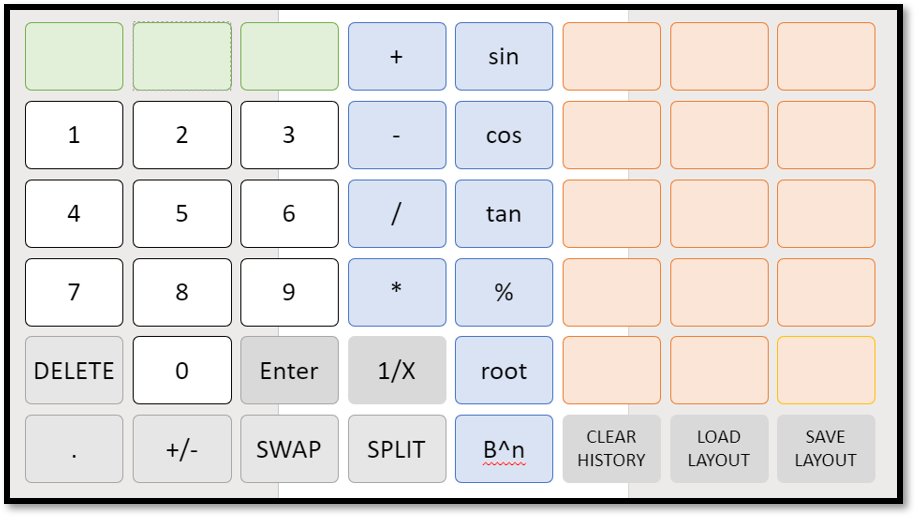 + sin
1 2 3 - cos
4 5 6 / tan
7 8 9 * %
DELETE 0 Enter 1/X root
. +/- SWAP SPLIT B^n CLEAR HISTORY LOAD LAYOUT SAVE LAYOUT